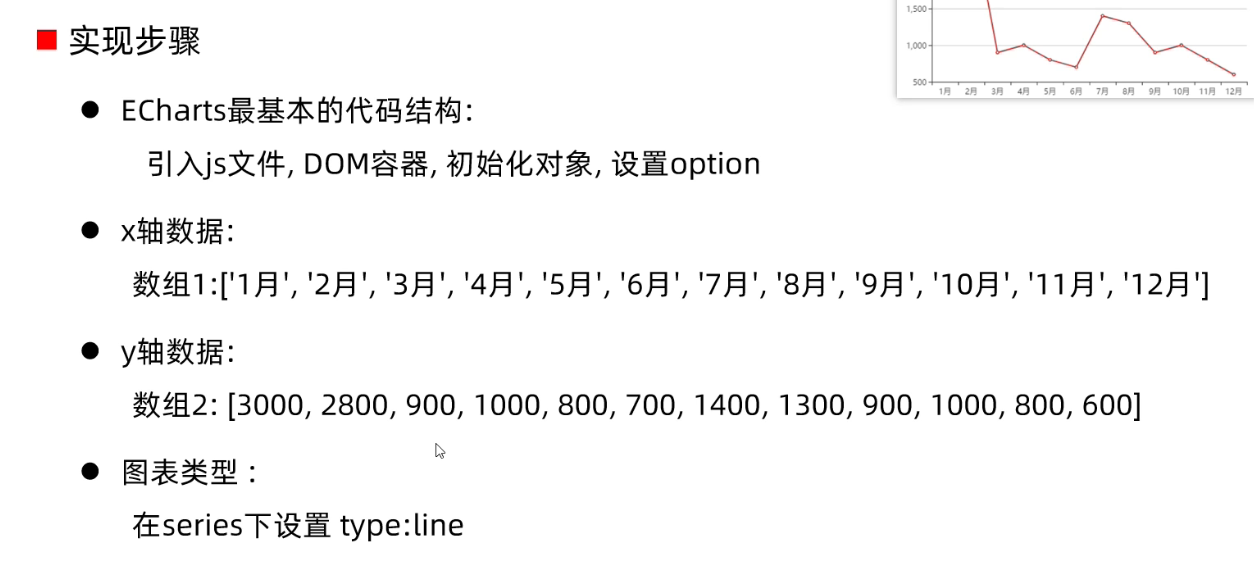 实现步骤
ECharts最基本的代码结构:
引入js文件, DOM容器, 初始化对象, 设置option
x轴数据:
数组1:['1月', '2月', '3月', '4月', '5月', '6月', '7月', '8月', '9月', '10月', '11月', '12月']
y轴数据:
数组2: [3000, 2800, 900, 1000, 800, 700, 1400, 1300, 900, 1000, 800, 600]
图表类型 :
在series下设置 type:line
1,500
1,000
500
1月 2月 3月 4月 5月 6月 7月 8月 9月 10月 11月 12月